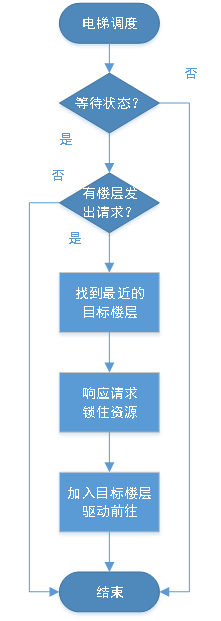 电梯调度
否
等待状态?
是
否
有楼层发
出请求?
是
找到最近的
目标楼层
响应请求
锁住资源
加入目标楼层
驱动前往
结束